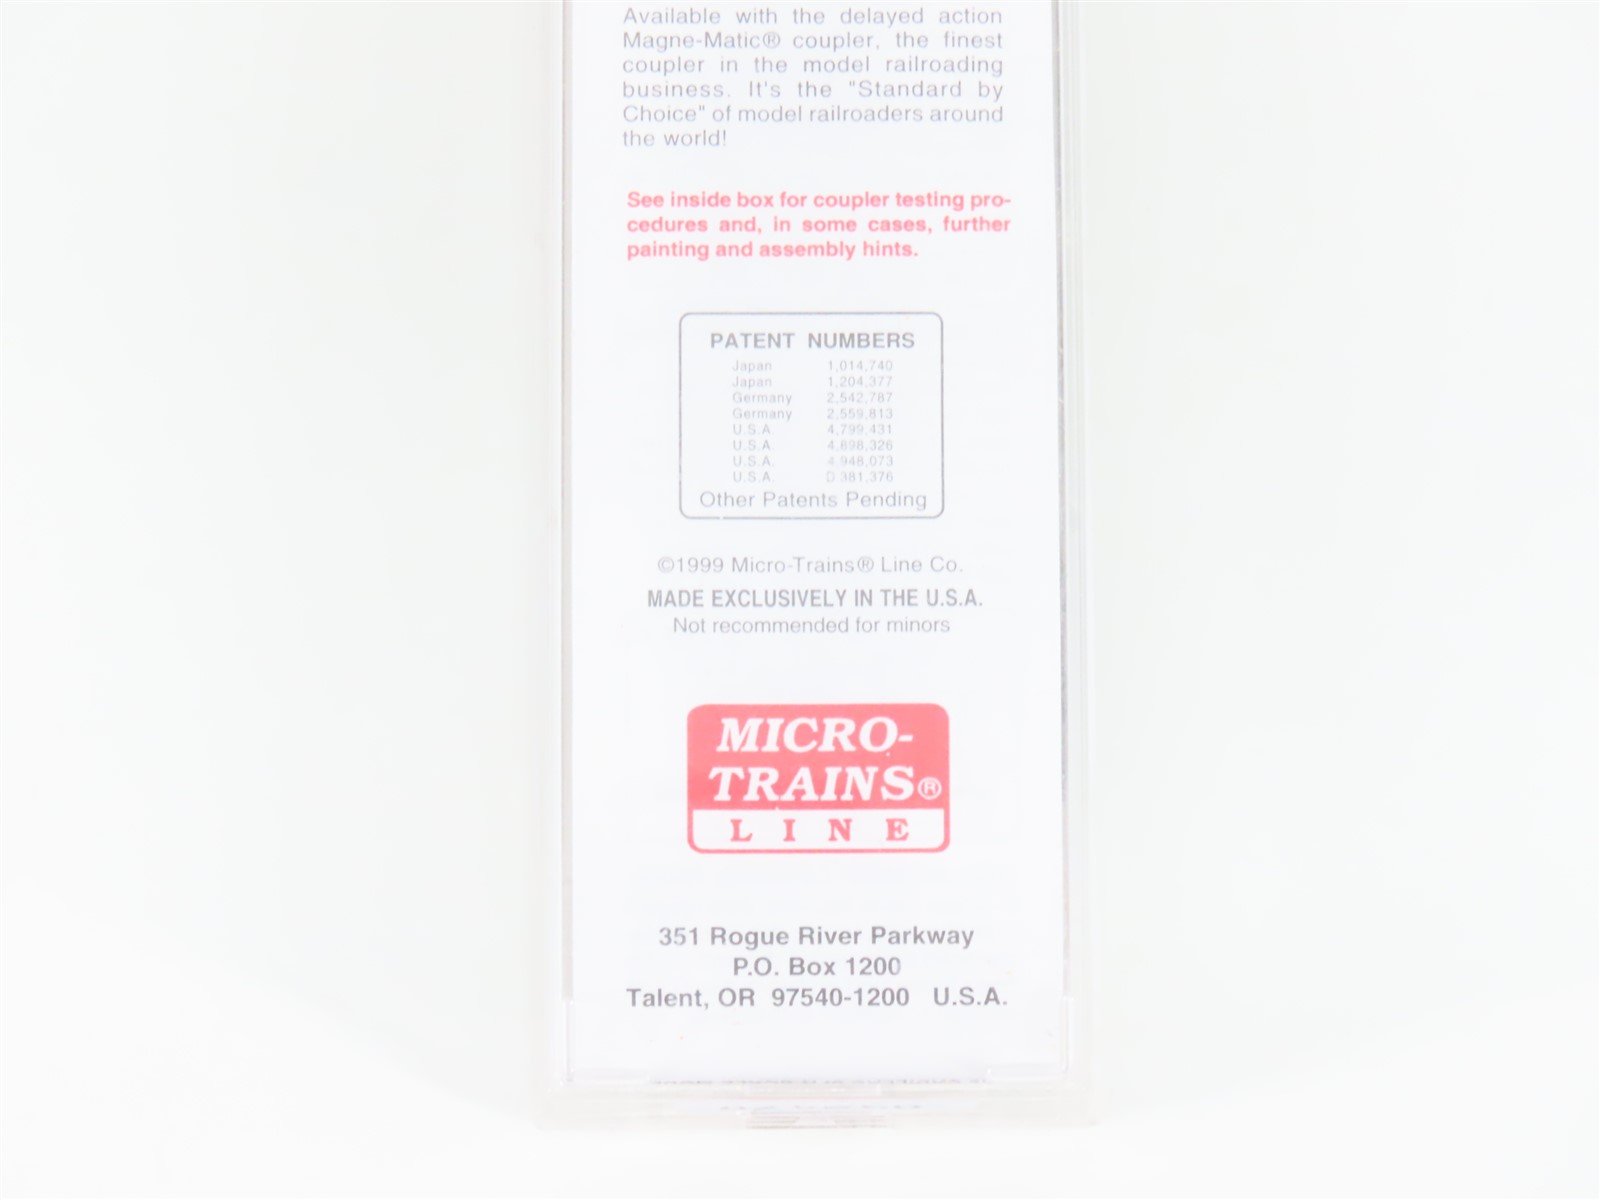 Available with the delayed action
Magne-Matic® coupler, the finest
coupler in the model railroading
business. It's the "Standard by
Choice" of model railroaders around
the world!
See inside box for coupler testing pro-
cedures and, in some cases, further
painting and assembly hints.
PATENT NUMBERS
Japan 1,014,740
Japan 1,204,377
Germany 2,542,787
Germany 2,559,813
U.S.A. 4,799,431
U.S.A. 4,898,326
U.S.A. 4,948,073
U.S.A. D 381,376
Other Patents Pending
©1999 Micro-Trains® Line Co.
MADE EXCLUSIVELY IN THE U.S.A.
Not recommended for minors
MICRO-
TRAINS®
LINE
351 Rogue River Parkway
P.O. Box 1200
Talent, OR 97540-1200 U.S.A.